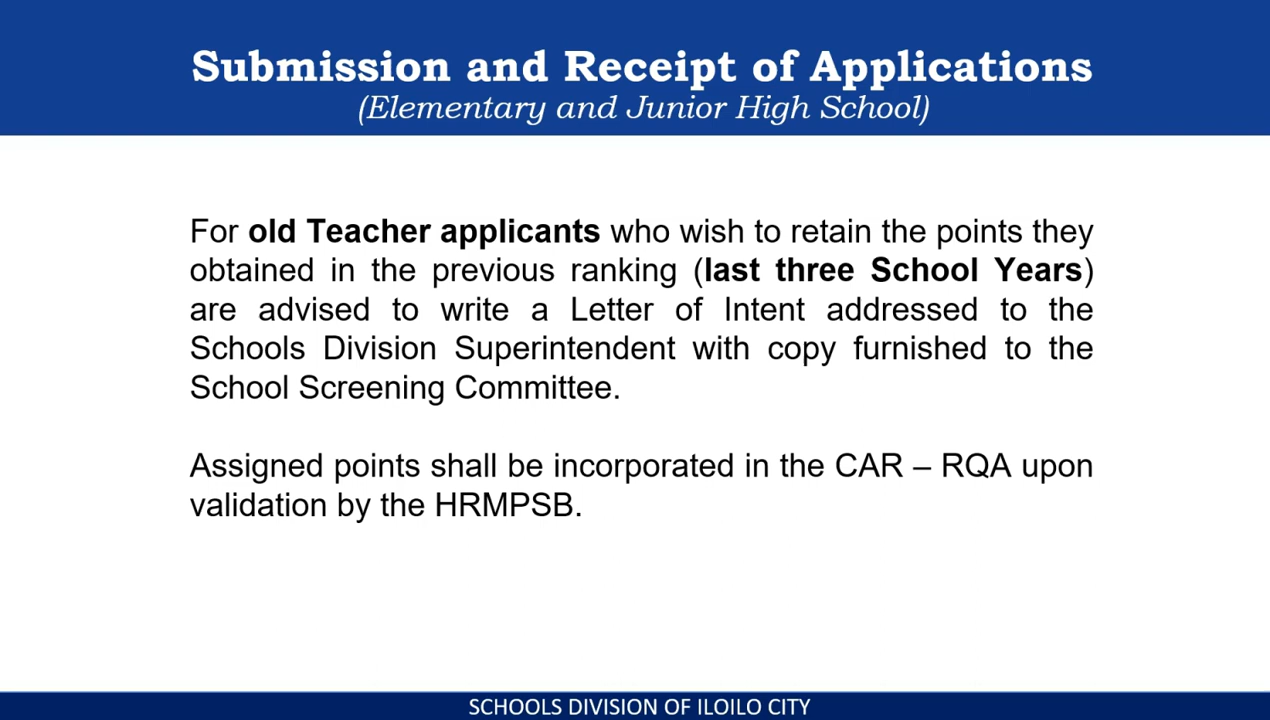 Submission and Receipt of Applications
(Elementary and Junior High School)
For old Teacher applicants who wish to retain the points they
obtained in the previous ranking (last three School Years)
are advised to write a Letter of Intent addressed to the
Schools Division Superintendent with copy furnished to the
School Screening Committee.
Assigned points shall be incorporated in the CAR – RQA upon
validation by the HRMPSB.
SCHOOLS DIVISION OF ILOILO CITY